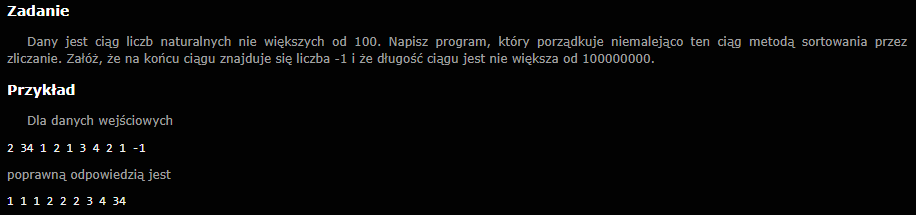 Zadanie
Dany jest ciąg liczb naturalnych nie większych od 100. Napisz program, który porządkuje niemalejąco ten ciąg metodą sortowania przez
zliczanie. Załóż, że na końcu ciągu znajduje się liczba -1 i że długość ciągu jest nie większa od 100000000.
Przykład
Dla danych wejściowych
2 34 1 2 1 3 4 2 1 -1
poprawną odpowiedzią jest
1 1 1 2 2 2 3 4 34